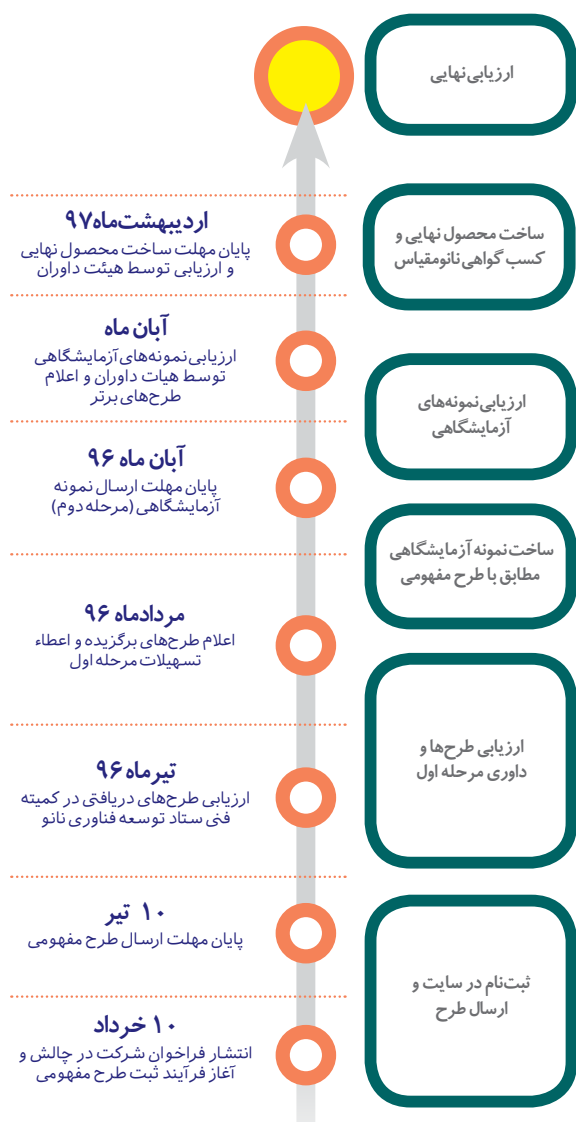 ارزیابی نهایی
ساخت محصول نهایی و
کسب گواهی نانومقیاس
اردیبهشت‌ماه ۹۷
پایان مهلت ساخت محصول نهایی
و ارزیابی توسط هیئت داوران
ارزیابی نمونه‌های
آزمایشگاهی
آبان ماه
ارزیابی نمونه‌های آزمایشگاهی
توسط هیات داوران و اعلام
طرح‌های برتر
ساخت نمونه آزمایشگاهی
مطابق با طرح مفهومی
آبان ماه ۹۶
پایان مهلت ارسال نمونه
آزمایشگاهی (مرحله دوم)
ارزیابی طرح‌ها و
داوری مرحله اول
مردادماه ۹۶
اعلام طرح‌های برگزیده و اعطاء
تسهیلات مرحله اول
تیرماه ۹۶
ارزیابی طرح‌های دریافتی در کمیته
فنی ستاد توسعه فناوری نانو
ثبت‌نام در سایت و
ارسال طرح
۱۰ تیر
پایان مهلت ارسال طرح مفهومی
۱۰ خرداد
انتشار فراخوان شرکت در چالش و
آغاز فرآیند ثبت طرح مفهومی